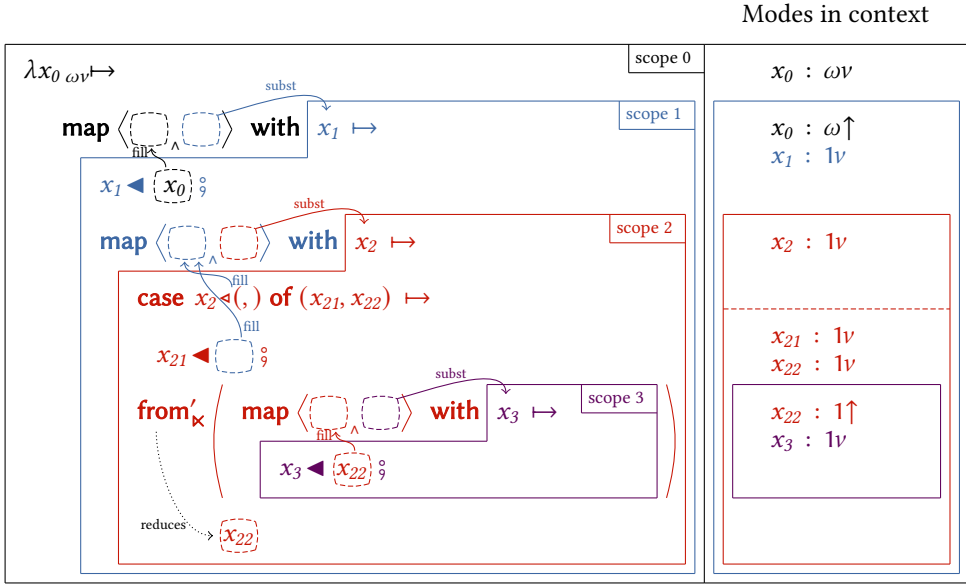 Modes in context
λx₀ ων↦ scope 0 x₀ : ων
subst
map ⟨ ‸ ⟩ with x₁ ↦ scope 1 x₀ : ω↑
fill x₁ : 1ν
x₁ ◀ x₀ ⨟
subst
map ⟨ ‸ ⟩ with x₂ ↦ scope 2 x₂ : 1ν
fill
case x₂ ⊲(,) of (x₂₁, x₂₂) ↦
fill
x₂₁ : 1ν
x₂₁ ◀ ⨟ x₂₂ : 1ν
subst
from′⋉ ( map ⟨ ‸ ⟩ with x₃ ↦ scope 3 ) x₂₂ : 1↑
fill x₃ : 1ν
x₃ ◀ x₂₂ ⨟
reduces x₂₂